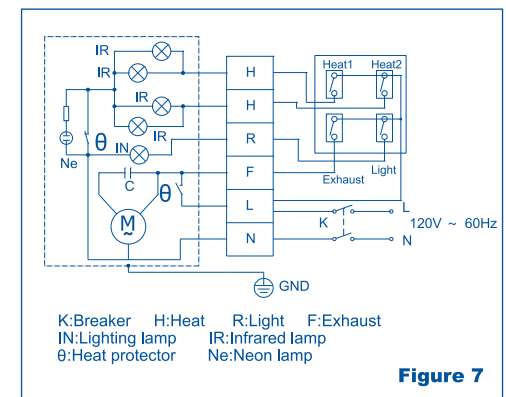 IR
IR
IR
IR
IN
Ne
θ
θ
C
M
~
H
H
R
F
L
N
Heat1 Heat2
Exhaust Light
K
L
N
120V ~ 60Hz
GND
K:Breaker H:Heat R:Light F:Exhaust
IN:Lighting lamp IR:Infrared lamp
θ:Heat protector Ne:Neon lamp
Figure 7